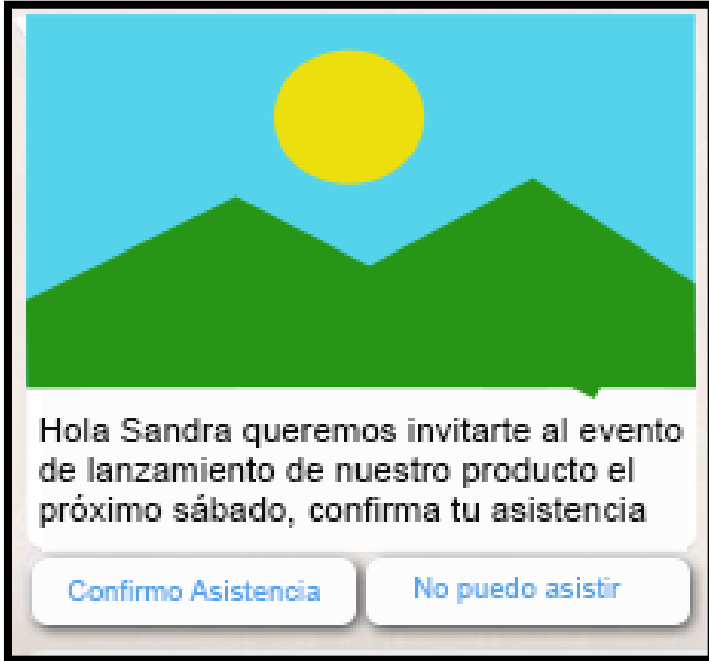 Hola Sandra queremos invitarte al evento
de lanzamiento de nuestro producto el
próximo sábado, confirma tu asistencia
Confirmo Asistencia
No puedo asistir